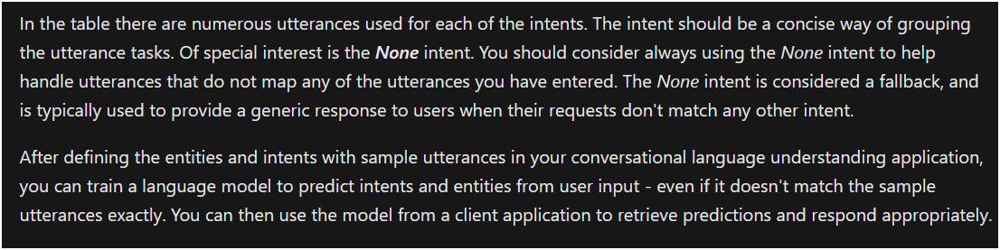 In the table there are numerous utterances used for each of the intents. The intent should be a concise way of grouping
the utterance tasks. Of special interest is the None intent. You should consider always using the None intent to help
handle utterances that do not map any of the utterances you have entered. The None intent is considered a fallback, and
is typically used to provide a generic response to users when their requests don't match any other intent.
After defining the entities and intents with sample utterances in your conversational language understanding application,
you can train a language model to predict intents and entities from user input - even if it doesn't match the sample
utterances exactly. You can then use the model from a client application to retrieve predictions and respond appropriately.